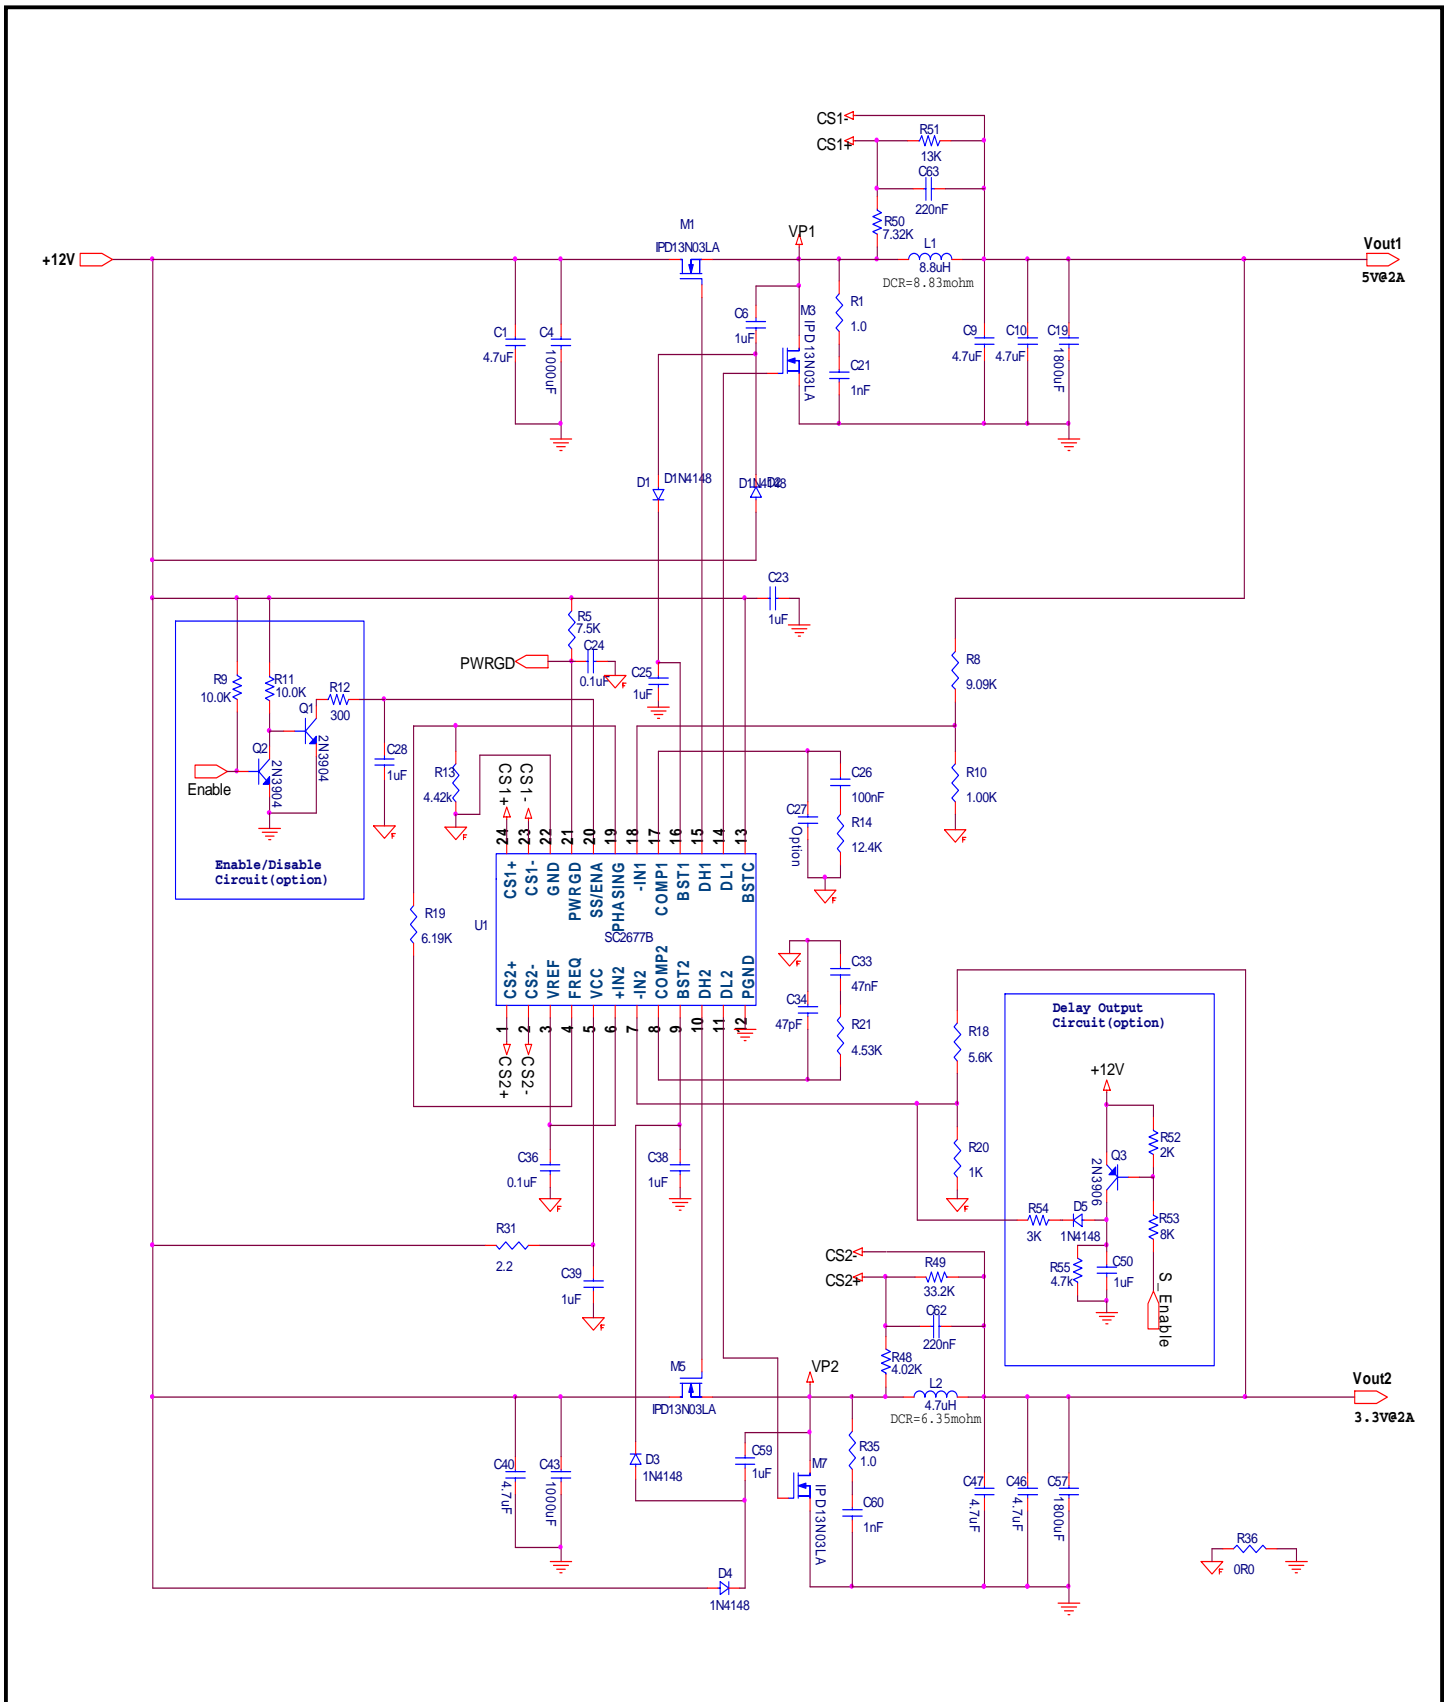 CS1-
CS1+
R51
13K
C63
220nF
R50
7.32K
M1
IPD13N03LA
VP1
L1
8.8uH
DCR=8.83mohm
+12V
Vout1
5V@2A
C1
4.7uF
C4
1000uF
C6
1uF
M3
IPD13N03LA
R1
1.0
C21
1nF
C9
4.7uF
C10
4.7uF
C19
1800uF
D1
D1N4148
D1N4148
D2
C23
1uF
R5
7.5K
C24
0.1uF
PWRGD
C25
1uF
R8
9.09K
R10
1.00K
R9
10.0K
R11
10.0K
R12
300
Q1
2N3904
Q2
2N3904
Enable
Enable/Disable
Circuit(option)
C28
1uF
R13
4.42k
CS1+
CS1-
C26
100nF
C27
Option
R14
12.4K
24
23
22
21
20
19
18
17
16
15
14
13
CS1+
CS1-
GND
PWRGD
SS/ENA
PHASING
-IN1
COMP1
BST1
DH1
DL1
BSTC
U1
SC2677B
CS2+
CS2-
VREF
FREQ
VCC
+IN2
-IN2
COMP2
BST2
DH2
DL2
PGND
1
2
3
4
5
6
7
8
9
10
11
12
CS2+
CS2-
R19
6.19K
C33
47nF
C34
47pF
R21
4.53K
R18
5.6K
R20
1K
Delay Output
Circuit(option)
+12V
R52
2K
Q3
2N3906
R53
8K
R54
3K
D5
1N4148
R55
4.7k
C50
1uF
S_Enable
C36
0.1uF
C38
1uF
R31
2.2
C39
1uF
CS2-
CS2+
R49
33.2K
C62
220nF
R48
4.02K
M5
IPD13N03LA
VP2
L2
4.7uH
DCR=6.35mohm
Vout2
3.3V@2A
C40
4.7uF
C43
1000uF
D3
1N4148
C59
1uF
M7
IPD13N03LA
R35
1.0
C60
1nF
C47
4.7uF
C46
4.7uF
C57
1800uF
D4
1N4148
R36
0R0
F
F
F
F
F
F
F
F
F
F